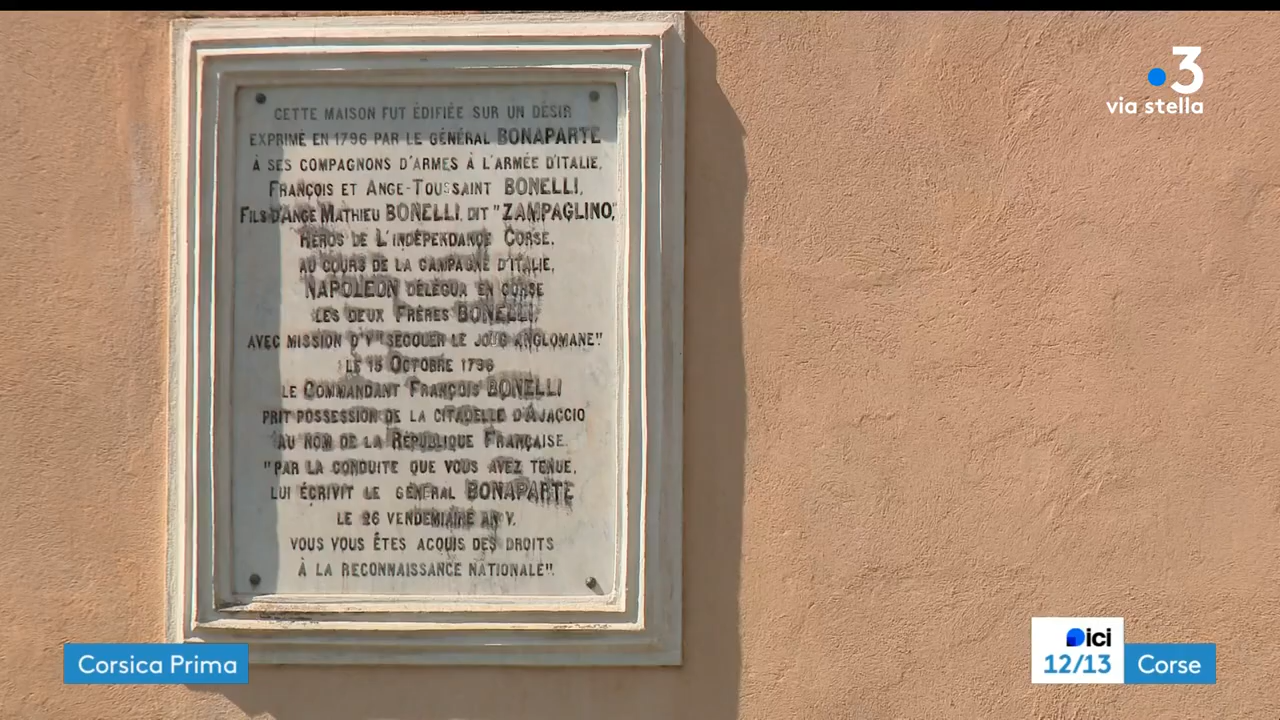 3
via stella
CETTE MAISON FUT ÉDIFIÉE SUR UN DÉSIR
EXPRIMÉ EN 1796 PAR LE GÉNÉRAL BONAPARTE
À SES COMPAGNONS D'ARMES À L'ARMÉE D'ITALIE,
FRANÇOIS ET ANGE-TOUSSAINT BONELLI,
FILS D'ANGE MATHIEU BONELLI, DIT "ZAMPAGLINO",
HÉROS DE L'INDÉPENDANCE CORSE.
AU COURS DE LA CAMPAGNE D'ITALIE,
NAPOLÉON DÉLÉGUA EN CORSE
LES DEUX FRÈRES BONELLI,
AVEC MISSION D'Y "SECOUER LE JOUG ANGLOMANE".
LE 15 OCTOBRE 1796
LE COMMANDANT FRANÇOIS BONELLI
PRIT POSSESSION DE LA CITADELLE D'AJACCIO
AU NOM DE LA RÉPUBLIQUE FRANÇAISE.
"PAR LA CONDUITE QUE VOUS AVEZ TENUE,
LUI ÉCRIVIT LE GÉNÉRAL BONAPARTE
LE 26 VENDEMIAIRE AN V.
VOUS VOUS ÊTES ACQUIS DES DROITS
À LA RECONNAISSANCE NATIONALE".
Corsica Prima
ici
12/13
Corse